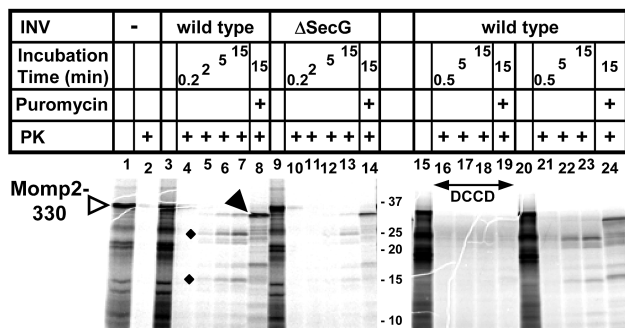 INV - wild type ΔSecG wild type
Incubation Time (min) 0.2 2 5 15 15 0.2 2 5 15 15 0.5 5 15 15 0.5 5 15 15
Puromycin + + + +
PK + + + + + + + + + + + + + + + + + + +
1 2 3 4 5 6 7 8 9 10 11 12 13 14 15 16 17 18 19 20 21 22 23 24
DCCD
Momp2-
330
- 37
- 25
- 20
- 15
- 10